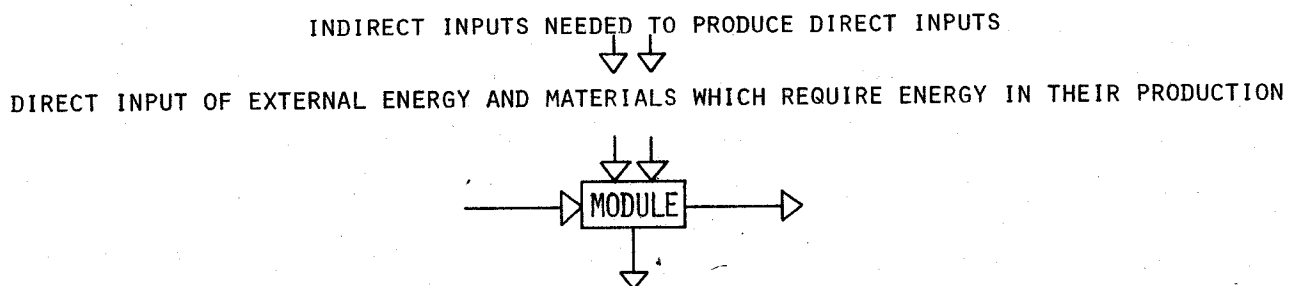 INDIRECT INPUTS NEEDED TO PRODUCE DIRECT INPUTS
DIRECT INPUT OF EXTERNAL ENERGY AND MATERIALS WHICH REQUIRE ENERGY IN THEIR PRODUCTION
MODULE